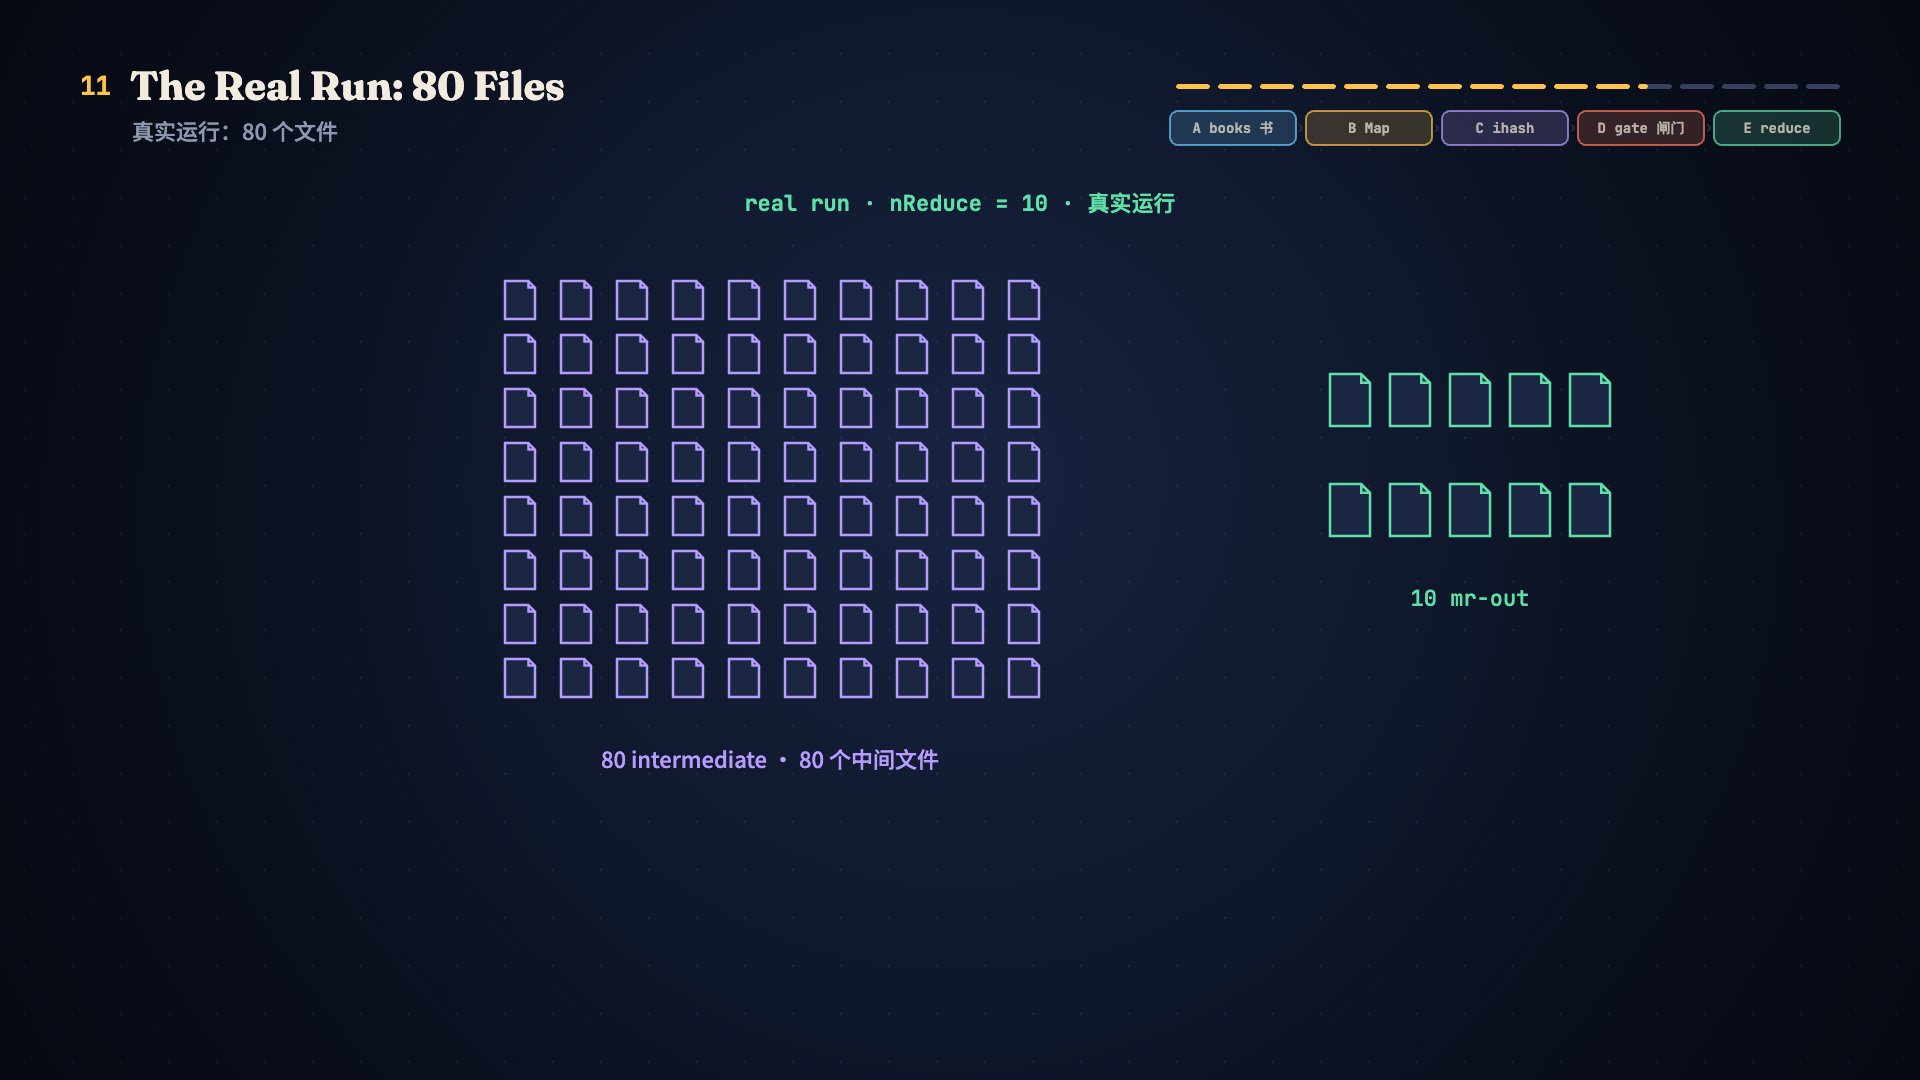 11 The Real Run: 80 Files
真实运行：80 个文件
A books 书
B Map
C ihash
D gate 闸门
E reduce
real run · nReduce = 10 · 真实运行
10 mr-out
80 intermediate · 80 个中间文件